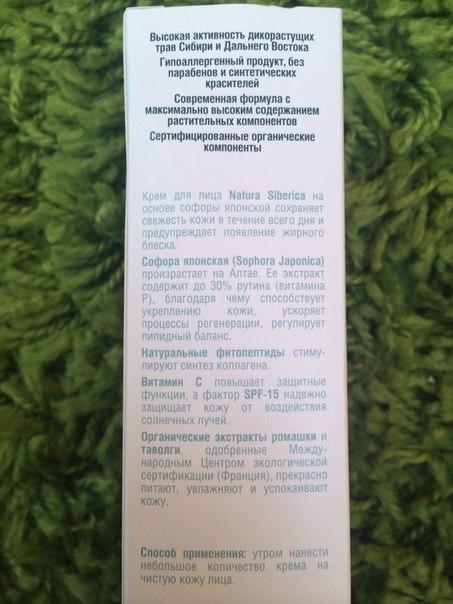 Высокая активность дикорастущих
трав Сибири и Дальнего Востока
Гипоаллергенный продукт, без
парабенов и синтетических
красителей
Современная формула с
максимально высоким содержанием
растительных компонентов
Сертифицированные органические
компоненты
Крем для лица Natura Siberica на
основе софоры японской сохраняет
свежесть кожи в течение всего дня и
предупреждает появление жирного
блеска.
Софора японская (Sophora Japonica)
произрастает на Алтае. Ее экстракт
содержит до 30% рутина (витамина
Р), благодаря чему способствует
укреплению кожи, ускоряет
процессы регенерации, регулирует
липидный баланс.
Натуральные фитопептиды стиму-
лируют синтез коллагена.
Витамин С повышает защитные
функции, а фактор SPF-15 надежно
защищает кожу от воздействия
солнечных лучей.
Органические экстракты ромашки и
таволги, одобренные Между-
народным Центром экологической
сертификации (Франция), прекрасно
питают, увлажняют и успокаивают
кожу.
Способ применения: утром нанести
небольшое количество крема на
чистую кожу лица.